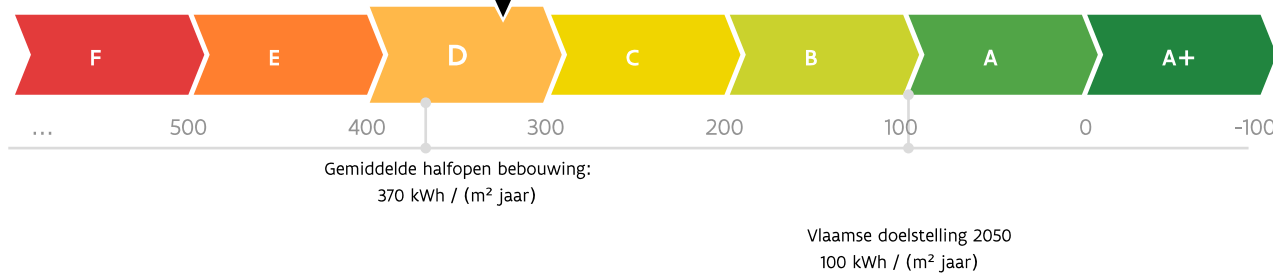 F E D C B A A+
... 500 400 300 200 100 0 -100
Gemiddelde halfopen bebouwing:
370 kWh / (m² jaar)
Vlaamse doelstelling 2050
100 kWh / (m² jaar)